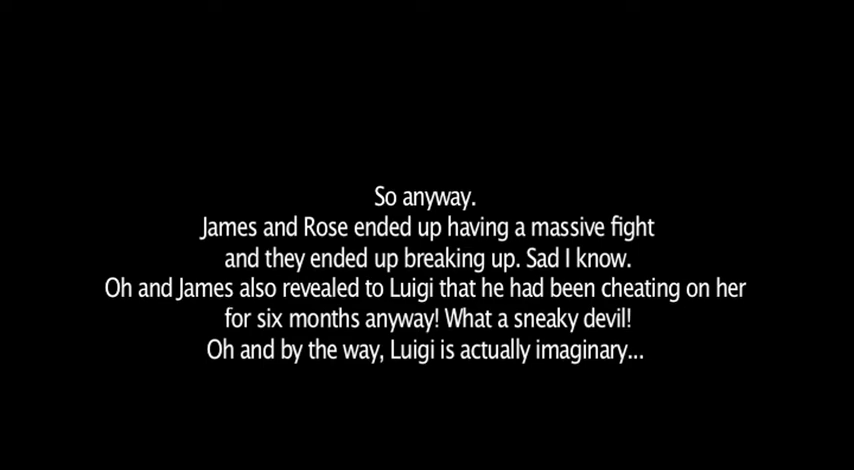 So anyway.
James and Rose ended up having a massive fight
and they ended up breaking up. Sad I know.
Oh and James also revealed to Luigi that he had been cheating on her
for six months anyway! What a sneaky devil!
Oh and by the way, Luigi is actually imaginary...